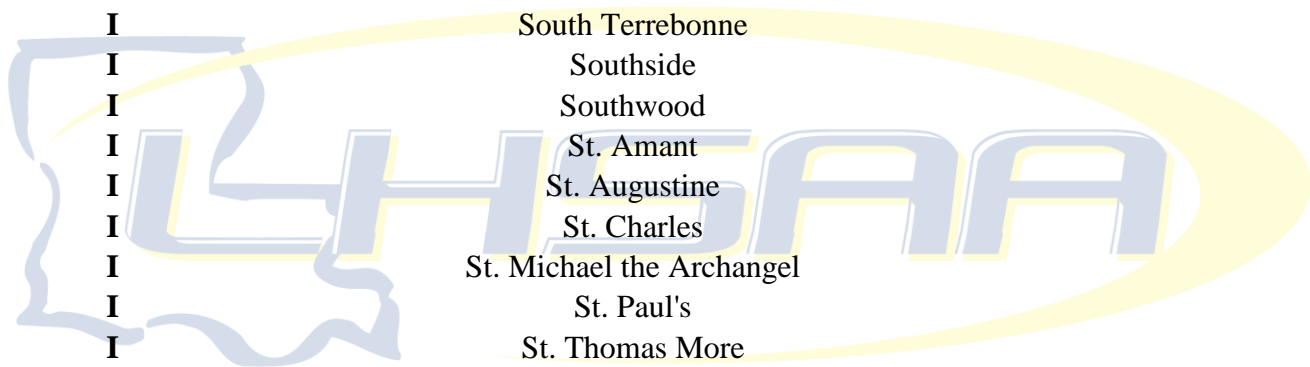 I South Terrebonne
I Southside
I Southwood
I St. Amant
I St. Augustine
I St. Charles
I St. Michael the Archangel
I St. Paul's
I St. Thomas More
LHSAA